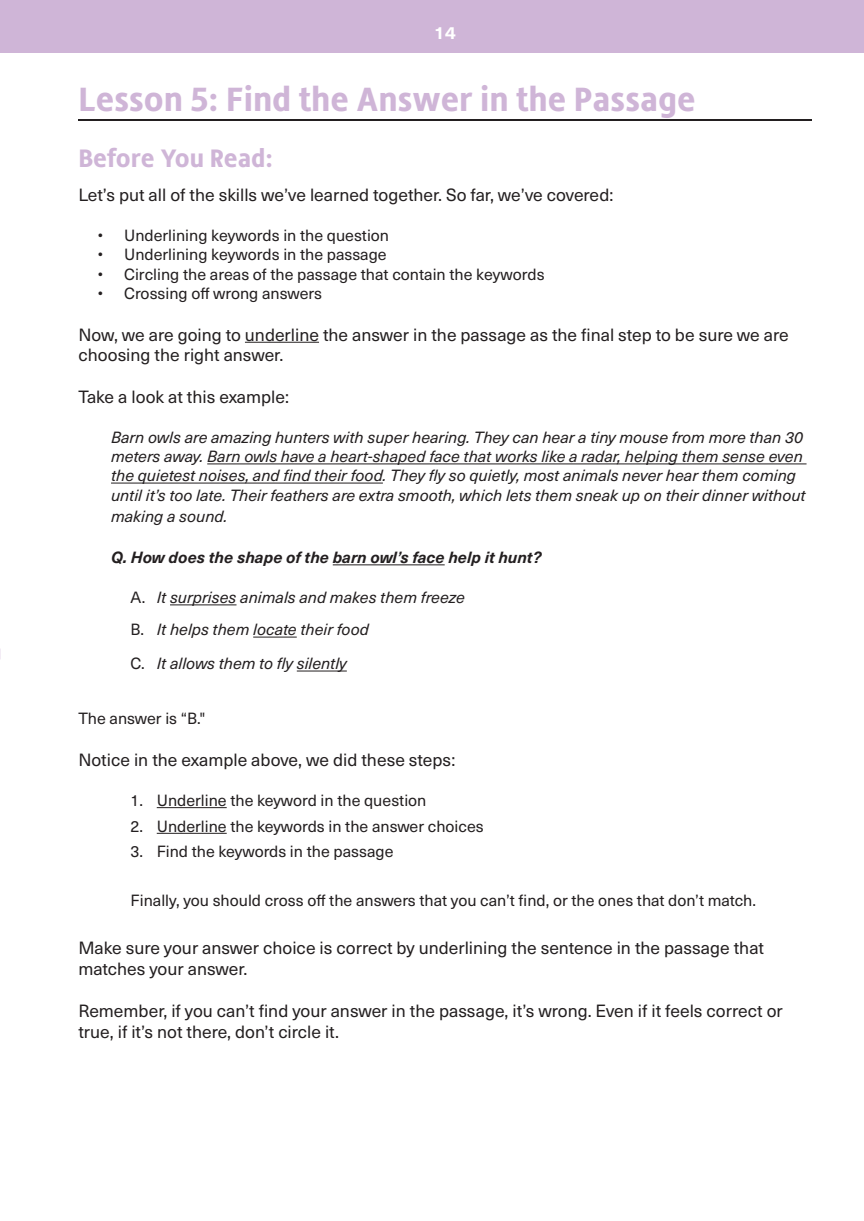 14
Lesson 5: Find the Answer in the Passage
Before You Read:
Let's put all of the skills we've learned together. So far, we've covered:
• Underlining keywords in the question
• Underlining keywords in the passage
• Circling the areas of the passage that contain the keywords
• Crossing off wrong answers
Now, we are going to underline the answer in the passage as the final step to be sure we are
choosing the right answer.
Take a look at this example:
Barn owls are amazing hunters with super hearing. They can hear a tiny mouse from more than 30
meters away. Barn owls have a heart-shaped face that works like a radar, helping them sense even
the quietest noises, and find their food. They fly so quietly, most animals never hear them coming
until it's too late. Their feathers are extra smooth, which lets them sneak up on their dinner without
making a sound.
Q. How does the shape of the barn owl's face help it hunt?
A. It surprises animals and makes them freeze
B. It helps them locate their food
C. It allows them to fly silently
The answer is “B."
Notice in the example above, we did these steps:
1. Underline the keyword in the question
2. Underline the keywords in the answer choices
3. Find the keywords in the passage
Finally, you should cross off the answers that you can't find, or the ones that don't match.
Make sure your answer choice is correct by underlining the sentence in the passage that
matches your answer.
Remember, if you can't find your answer in the passage, it's wrong. Even if it feels correct or
true, if it's not there, don't circle it.